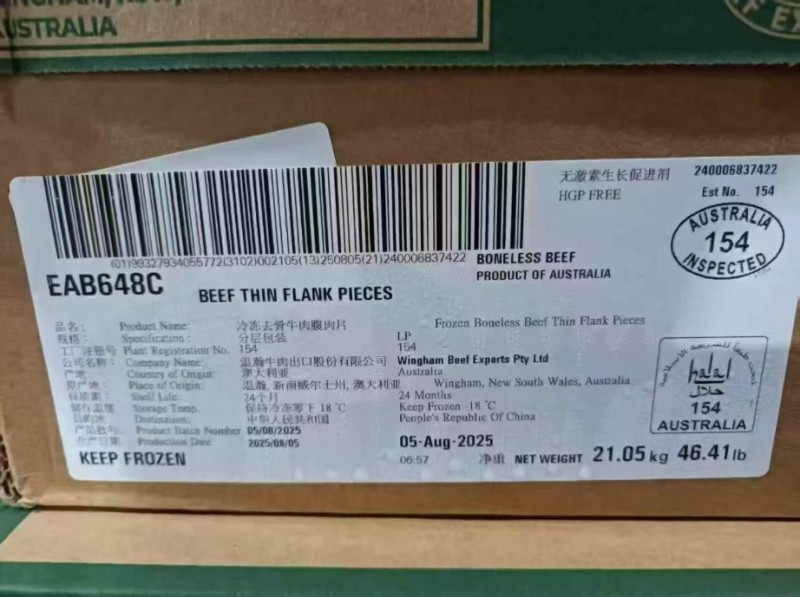 AUSTRALIA
无激素生长促进剂
HGP FREE
240006837422
Est No. 154
AUSTRALIA
154
INSPECTED
(01)99327934055772(3102)002105(13)250805(21)240006837422
BONELESS BEEF
PRODUCT OF AUSTRALIA
EAB648C
BEEF THIN FLANK PIECES
品名: Product Name: 冷冻去骨牛肉腹肉片 Frozen Boneless Beef Thin Flank Pieces
规格: Specification: 分层包装 LP
工厂注册号 Plant Registration No. 154 154
公司名称: Company Name: 温瀚牛肉出口股份有限公司 Wingham Beef Exports Pty Ltd
产地: Country of Origin: 澳大利亚 Australia
原产地: Place of Origin: 温瀚, 新南威尔士州, 澳大利亚 Wingham, New South Wales, Australia
保质期: Shelf Life: 24个月 24 Months
储存温度 Storage Temp. 保持冷冻零下 18 ℃ Keep Frozen -18 ℃
目的地: Destination: 中华人民共和国 People's Republic Of China
产品批号: Product Batch Number 05/08/2025
生产日期 Production Date 2025/08/05 05-Aug-2025
KEEP FROZEN
06:57 净重 NET WEIGHT 21.05 kg 46.41 lb
halal
حلال
154
AUSTRALIA